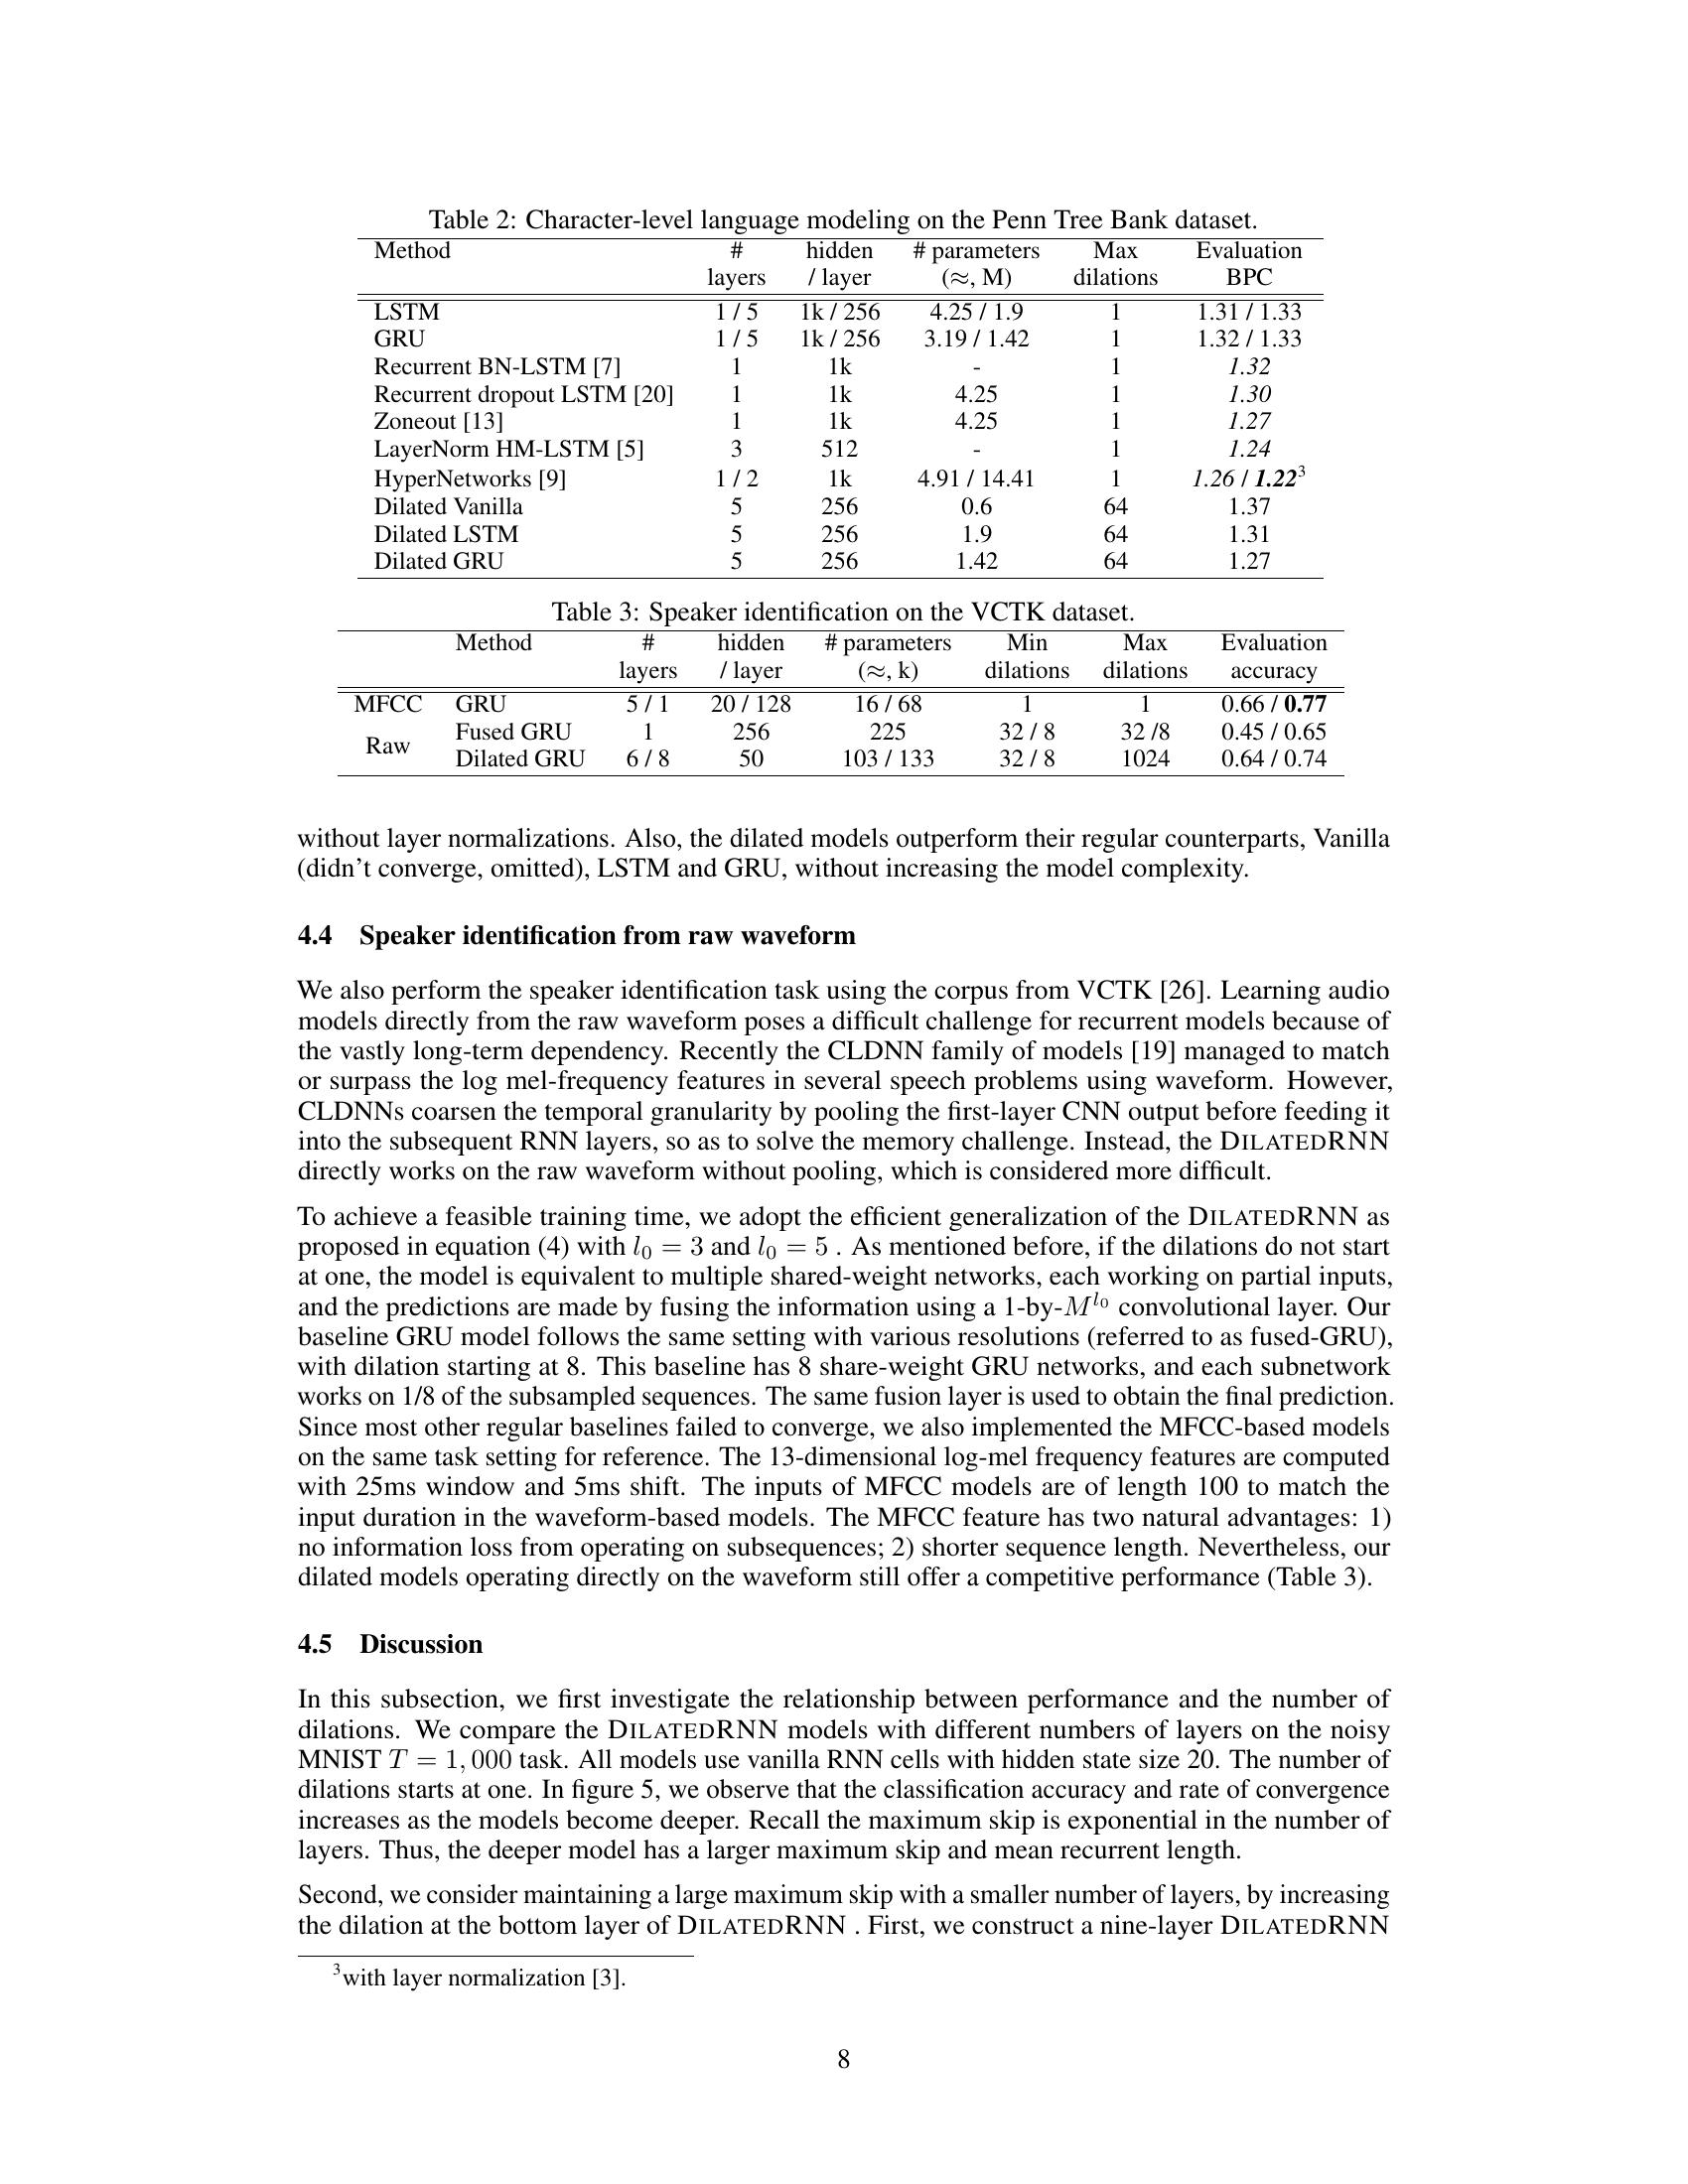 Table 2: Character-level language modeling on the Penn Tree Bank dataset.
Method # hidden # parameters Max Evaluation
layers / layer (≈, M) dilations BPC
LSTM 1 / 5 1k / 256 4.25 / 1.9 1 1.31 / 1.33
GRU 1 / 5 1k / 256 3.19 / 1.42 1 1.32 / 1.33
Recurrent BN-LSTM [7] 1 1k - 1 1.32
Recurrent dropout LSTM [20] 1 1k 4.25 1 1.30
Zoneout [13] 1 1k 4.25 1 1.27
LayerNorm HM-LSTM [5] 3 512 - 1 1.24
HyperNetworks [9] 1 / 2 1k 4.91 / 14.41 1 1.26 / 1.22³
Dilated Vanilla 5 256 0.6 64 1.37
Dilated LSTM 5 256 1.9 64 1.31
Dilated GRU 5 256 1.42 64 1.27
Table 3: Speaker identification on the VCTK dataset.
Method # hidden # parameters Min Max Evaluation
layers / layer (≈, k) dilations dilations accuracy
MFCC GRU 5 / 1 20 / 128 16 / 68 1 1 0.66 / 0.77
Raw Fused GRU 1 256 225 32 / 8 32 /8 0.45 / 0.65
Dilated GRU 6 / 8 50 103 / 133 32 / 8 1024 0.64 / 0.74
without layer normalizations. Also, the dilated models outperform their regular counterparts, Vanilla
(didn't converge, omitted), LSTM and GRU, without increasing the model complexity.
4.4 Speaker identification from raw waveform
We also perform the speaker identification task using the corpus from VCTK [26]. Learning audio
models directly from the raw waveform poses a difficult challenge for recurrent models because of
the vastly long-term dependency. Recently the CLDNN family of models [19] managed to match
or surpass the log mel-frequency features in several speech problems using waveform. However,
CLDNNs coarsen the temporal granularity by pooling the first-layer CNN output before feeding it
into the subsequent RNN layers, so as to solve the memory challenge. Instead, the DILATEDRNN
directly works on the raw waveform without pooling, which is considered more difficult.
To achieve a feasible training time, we adopt the efficient generalization of the DILATEDRNN as
proposed in equation (4) with l₀ = 3 and l₀ = 5 . As mentioned before, if the dilations do not start
at one, the model is equivalent to multiple shared-weight networks, each working on partial inputs,
and the predictions are made by fusing the information using a 1-by-M^{l₀} convolutional layer. Our
baseline GRU model follows the same setting with various resolutions (referred to as fused-GRU),
with dilation starting at 8. This baseline has 8 share-weight GRU networks, and each subnetwork
works on 1/8 of the subsampled sequences. The same fusion layer is used to obtain the final prediction.
Since most other regular baselines failed to converge, we also implemented the MFCC-based models
on the same task setting for reference. The 13-dimensional log-mel frequency features are computed
with 25ms window and 5ms shift. The inputs of MFCC models are of length 100 to match the
input duration in the waveform-based models. The MFCC feature has two natural advantages: 1)
no information loss from operating on subsequences; 2) shorter sequence length. Nevertheless, our
dilated models operating directly on the waveform still offer a competitive performance (Table 3).
4.5 Discussion
In this subsection, we first investigate the relationship between performance and the number of
dilations. We compare the DILATEDRNN models with different numbers of layers on the noisy
MNIST T = 1, 000 task. All models use vanilla RNN cells with hidden state size 20. The number of
dilations starts at one. In figure 5, we observe that the classification accuracy and rate of convergence
increases as the models become deeper. Recall the maximum skip is exponential in the number of
layers. Thus, the deeper model has a larger maximum skip and mean recurrent length.
Second, we consider maintaining a large maximum skip with a smaller number of layers, by increasing
the dilation at the bottom layer of DILATEDRNN . First, we construct a nine-layer DILATEDRNN
³with layer normalization [3].
8